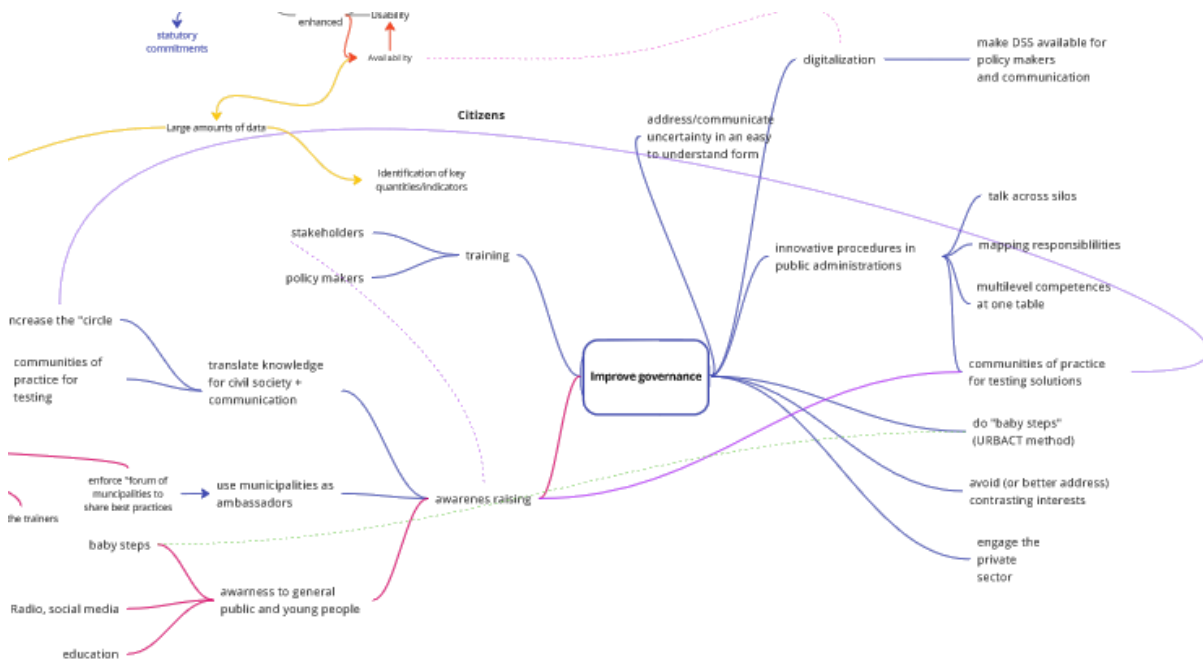 enhanced
Availability
statutory
commitments
Large amounts of data
Citizens
Identification of key
quantities/indicators
digitalization
make DSS available for
policy makers
and communication
address/communicate
uncertainty in an easy
to understand form
stakeholders
policy makers
training
innovative procedures in
public administrations
talk across silos
mapping responsiblilities
multilevel competences
at one table
communities of practice
for testing solutions
Improve governance
ncrease the "circle
communities of
practice for
testing
translate knowledge
for civil society +
communication
do "baby steps"
(URBACT method)
avoid (or better address)
contrasting interests
engage the
private
sector
enforce "forum of
muncipalities to
share best practices
use municipalities as
ambassadors
awarenes raising
the trainers
baby steps
Radio, social media
education
awarness to general
public and young people